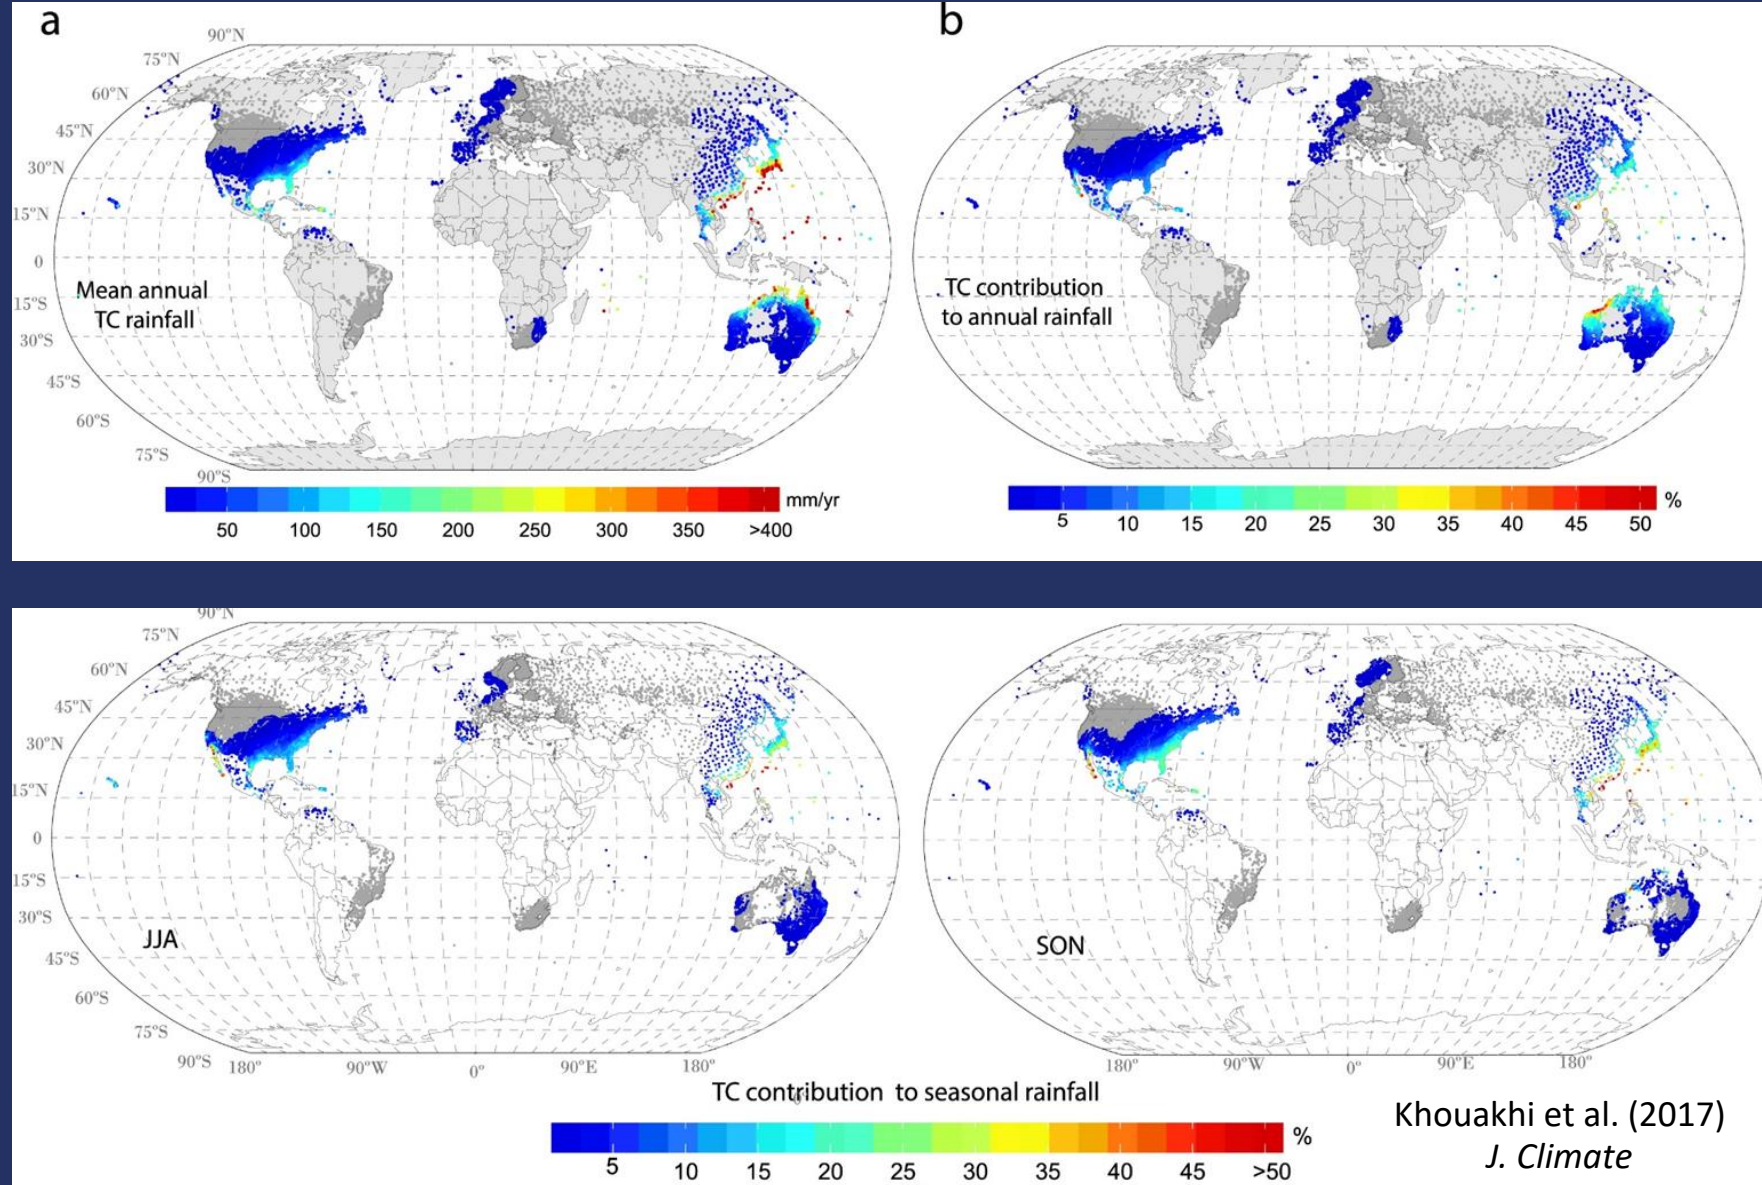 a
90°N
75°N
60°N
45°N
30°N
15°N
0
15°S
30°S
45°S
60°S
75°S
90°S
Mean annual
TC rainfall
50 100 150 200 250 300 350 >400 mm/yr
b
TC contribution
to annual rainfall
5 10 15 20 25 30 35 40 45 50 %
90°N
75°N
60°N
45°N
30°N
15°N
0
15°S
30°S
45°S
60°S
75°S
90°S
JJA
180° 90°W 0° 90°E 180°
SON
180° 90°W 0° 90°E 180°
TC contribution to seasonal rainfall
5 10 15 20 25 30 35 40 45 >50 %
Khouakhi et al. (2017)
J. Climate